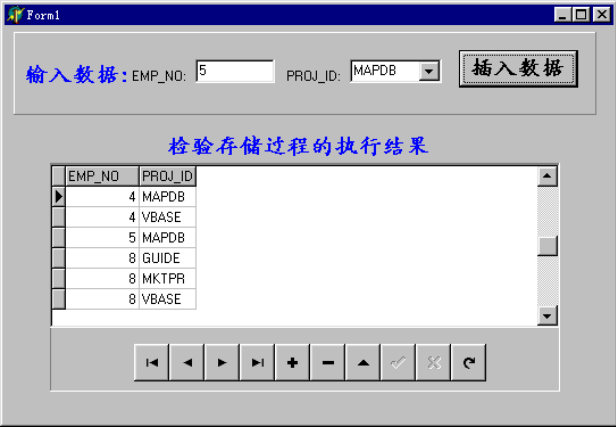 Form1
输入数据: EMP_NO: 5 PROJ_ID: MAPDB 插入数据
检验存储过程的执行结果
EMP_NO PROJ_ID
4 MAPDB
4 VBASE
5 MAPDB
8 GUIDE
8 MKTPR
8 VBASE